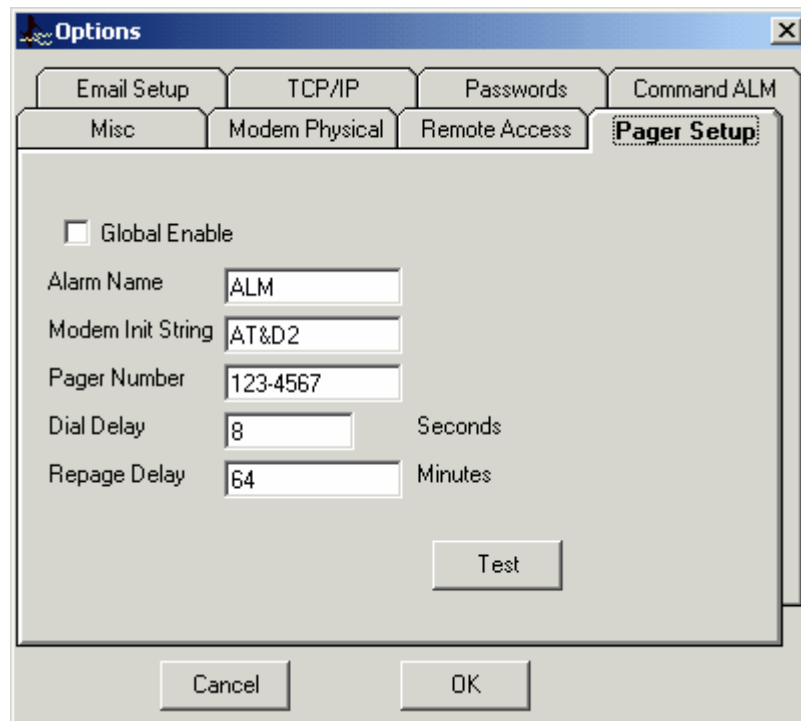 Options
Email Setup TCP/IP Passwords Command ALM
Misc Modem Physical Remote Access Pager Setup
Global Enable
Alarm Name ALM
Modem Init String AT&D2
Pager Number 123-4567
Dial Delay 8 Seconds
Repage Delay 64 Minutes
Test
Cancel OK